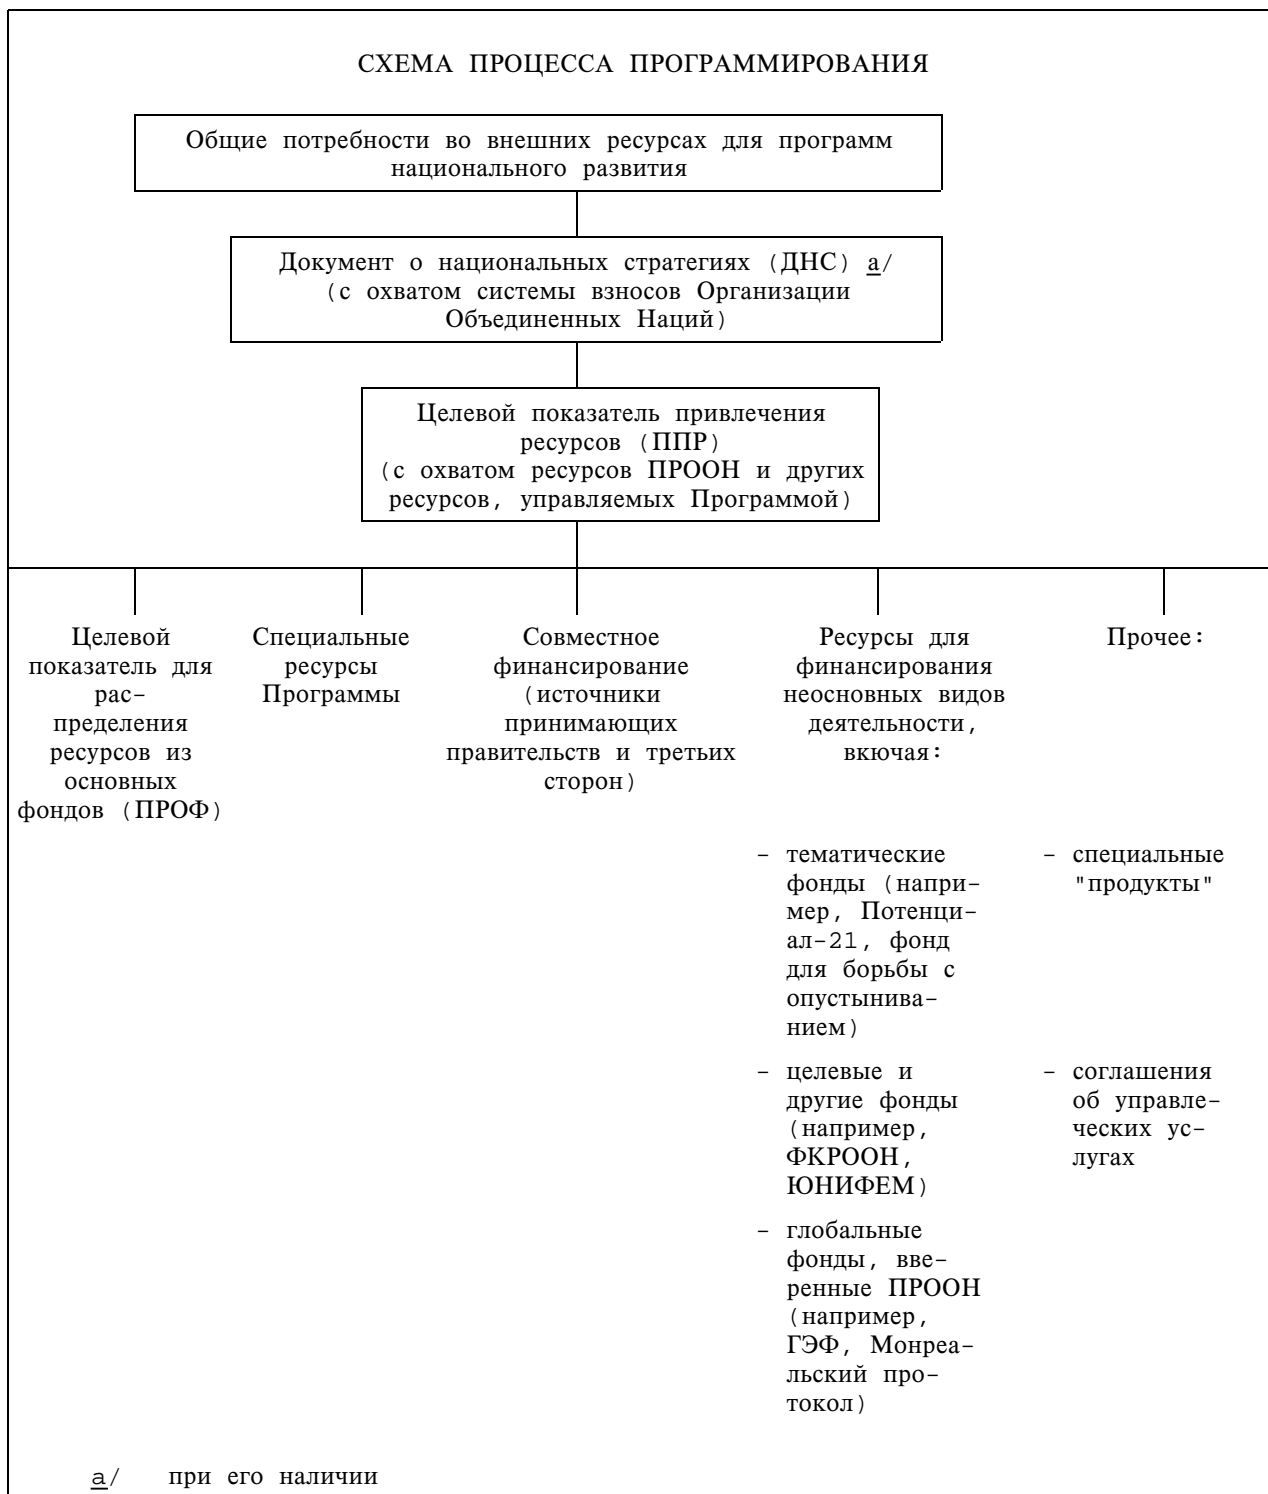 СХЕМА ПРОЦЕССА ПРОГРАММИРОВАНИЯ
Общие потребности во внешних ресурсах для программ
национального развития
Документ о национальных стратегиях (ДНС) a/
(с охватом системы взносов Организации
Объединенных Наций)
Целевой показатель привлечения
ресурсов (ППР)
(с охватом ресурсов ПРООН и других
ресурсов, управляемых Программой)
Целевой
показатель для
рас-
пределения
ресурсов из
основных
фондов (ПРОФ)
Специальные
ресурсы
Программы
Совместное
финансирование
(источники
принимающих
правительств и третьих
сторон)
Ресурсы для
финансирования
неосновных видов
деятельности,
вкючая:
- тематические
фонды (напри-
мер, Потенци-
ал-21, фонд
для борьбы с
опустынива-
нием)
- целевые и
другие фонды
(например,
ФКРООН,
ЮНИФЕМ)
- глобальные
фонды, вве-
ренные ПРООН
(например,
ГЭФ, Монреа-
льский про-
токол)
Прочее:
- специальные
"продукты"
- соглашения
об управле-
ческих ус-
лугах
a/ при его наличии